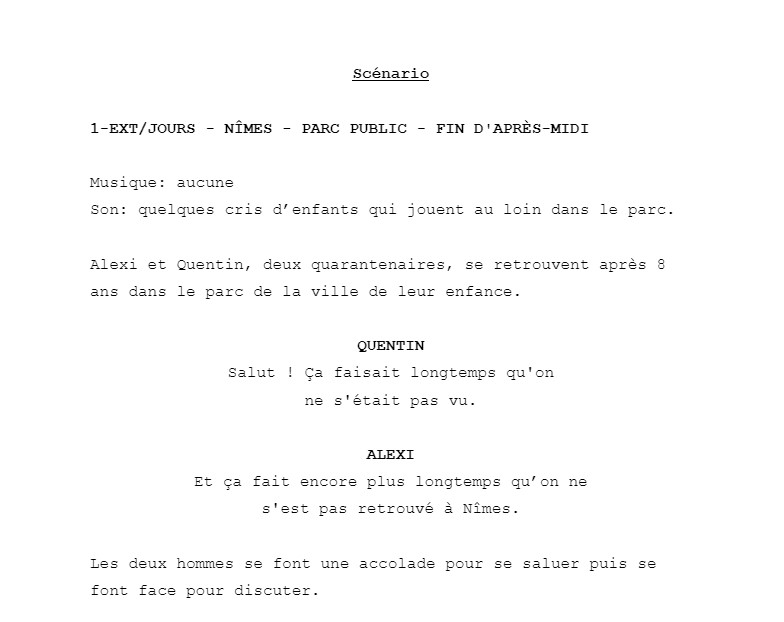 Scénario
1-EXT/JOURS - NÎMES - PARC PUBLIC - FIN D'APRÈS-MIDI
Musique: aucune
Son: quelques cris d’enfants qui jouent au loin dans le parc.
Alexi et Quentin, deux quarantenaires, se retrouvent après 8
ans dans le parc de la ville de leur enfance.
QUENTIN
Salut ! Ça faisait longtemps qu'on
ne s'était pas vu.
ALEXI
Et ça fait encore plus longtemps qu’on ne
s'est pas retrouvé à Nîmes.
Les deux hommes se font une accolade pour se saluer puis se
font face pour discuter.